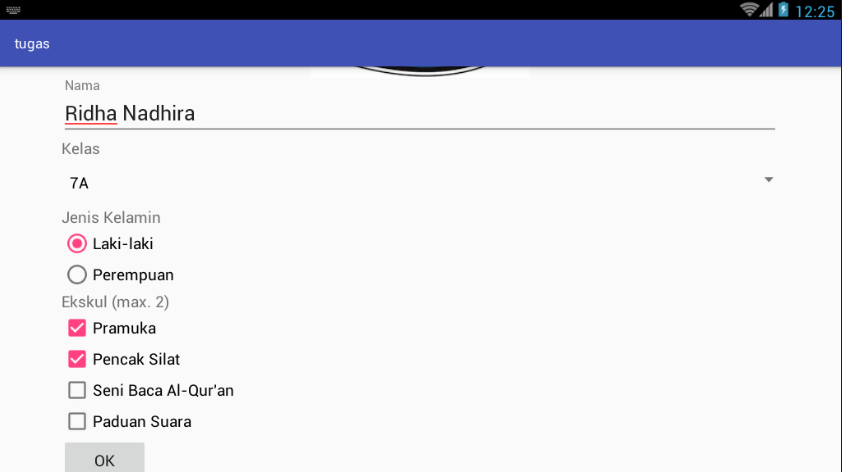 12:25
tugas
Nama
Ridha Nadhira
Kelas
7A
Jenis Kelamin
Laki-laki
Perempuan
Ekskul (max. 2)
Pramuka
Pencak Silat
Seni Baca Al-Qur'an
Paduan Suara
OK